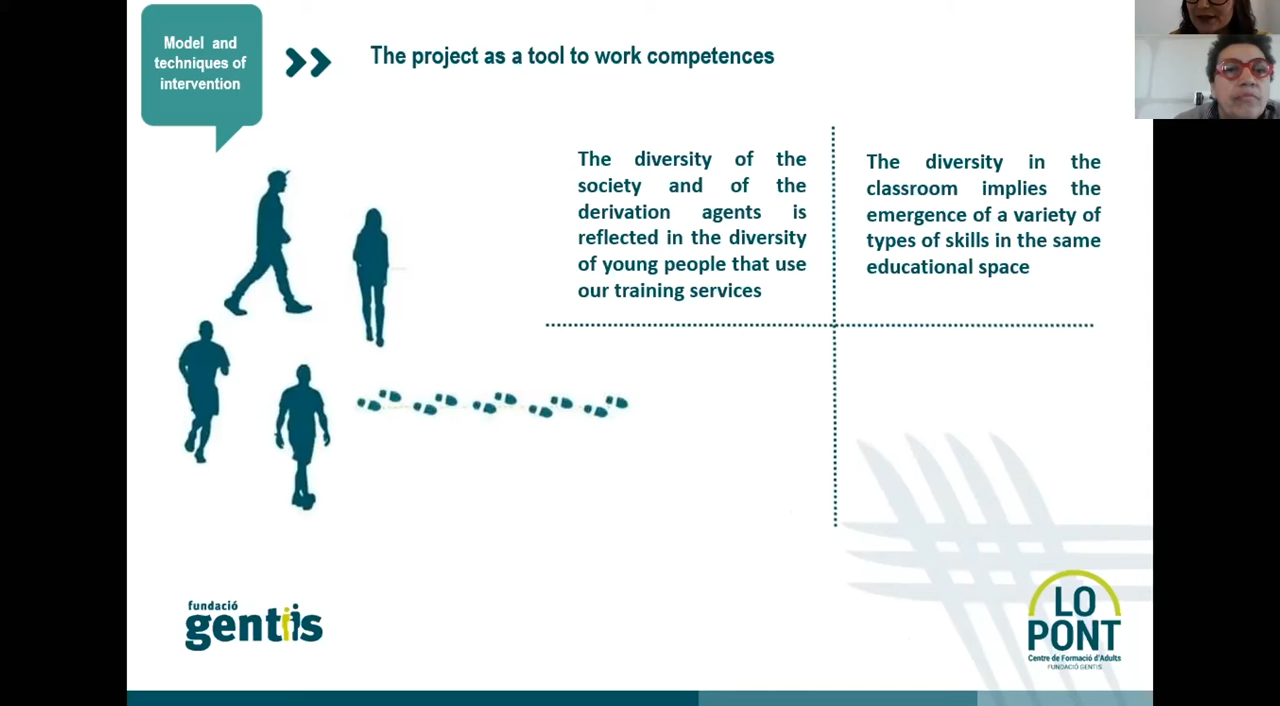 Model and
techniques of
intervention
The project as a tool to work competences
The diversity of the
society and of the
derivation agents is
reflected in the diversity
of young people that use
our training services
The diversity in the
classroom implies the
emergence of a variety of
types of skills in the same
educational space
fundació
gentis
LO
PONT
Centre de Formació d'Adults
FUNDACIÓ GENTIS